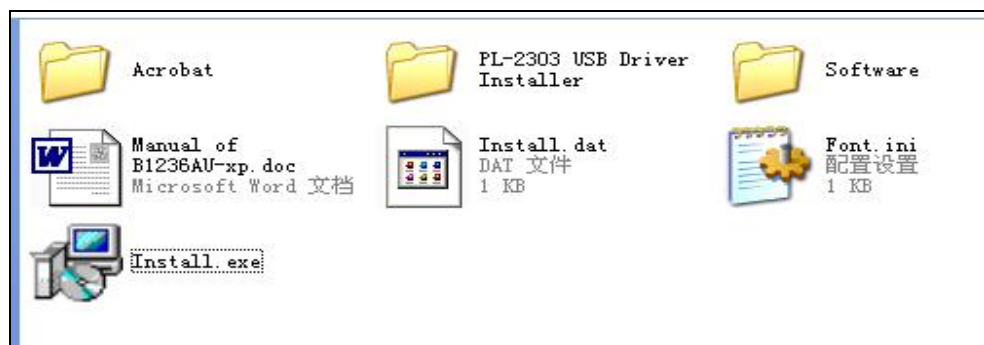 Acrobat
PL-2303 USB Driver
Installer
Software
Manual of
B1236AU-xp.doc
Microsoft Word 文档
Install.dat
DAT 文件
1 KB
Font.ini
配置设置
1 KB
Install.exe